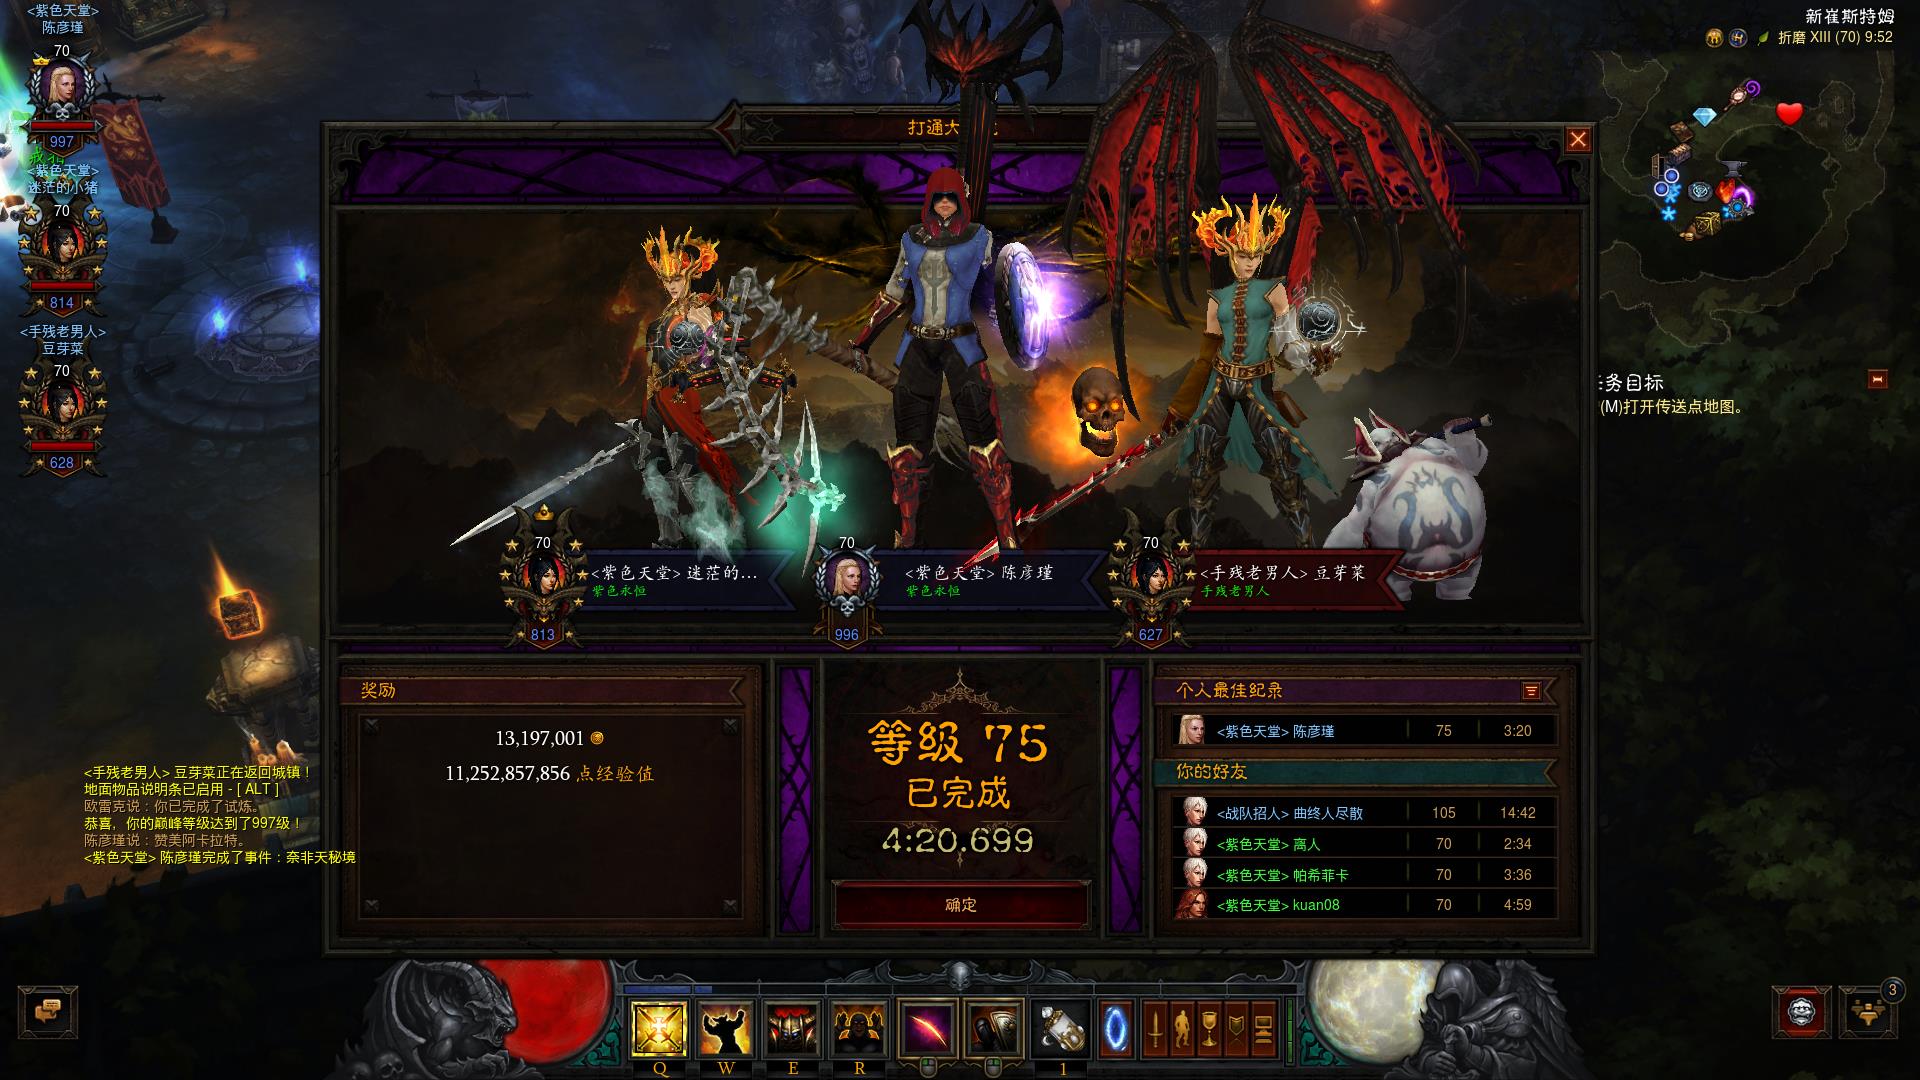 <紫色天堂>
陈彦瑾
70
997
<紫色天堂>
迷茫的小猪
70
814
<手残老男人>
豆芽菜
70
628
新崔斯特姆
折磨 XIII (70) 9:52
务目标
(M)打开传送点地图。
70
<紫色天堂> 迷茫的...
紫色永恒
813
70
<紫色天堂> 陈彦瑾
紫色永恒
996
70
<手残老男人> 豆芽菜
手残老男人
627
奖励
13,197,001
11,252,857,856 点经验值
等级 75
已完成
4:20.699
确定
个人最佳纪录
<紫色天堂> 陈彦瑾 75 3:20
你的好友
<战队招人> 曲终人尽散 105 14:42
<紫色天堂> 离人 70 2:34
<紫色天堂> 帕希菲卡 70 3:36
<紫色天堂> kuan08 70 4:59
<手残老男人> 豆芽菜正在返回城镇！
地面物品说明条已启用 - [ ALT ]
欧雷克说：你已完成了试炼。
恭喜，你的巅峰等级达到了997级！
陈彦瑾说：赞美阿卡拉特。
<紫色天堂> 陈彦瑾完成了事件：奈非天秘境
Q W E R 1
3